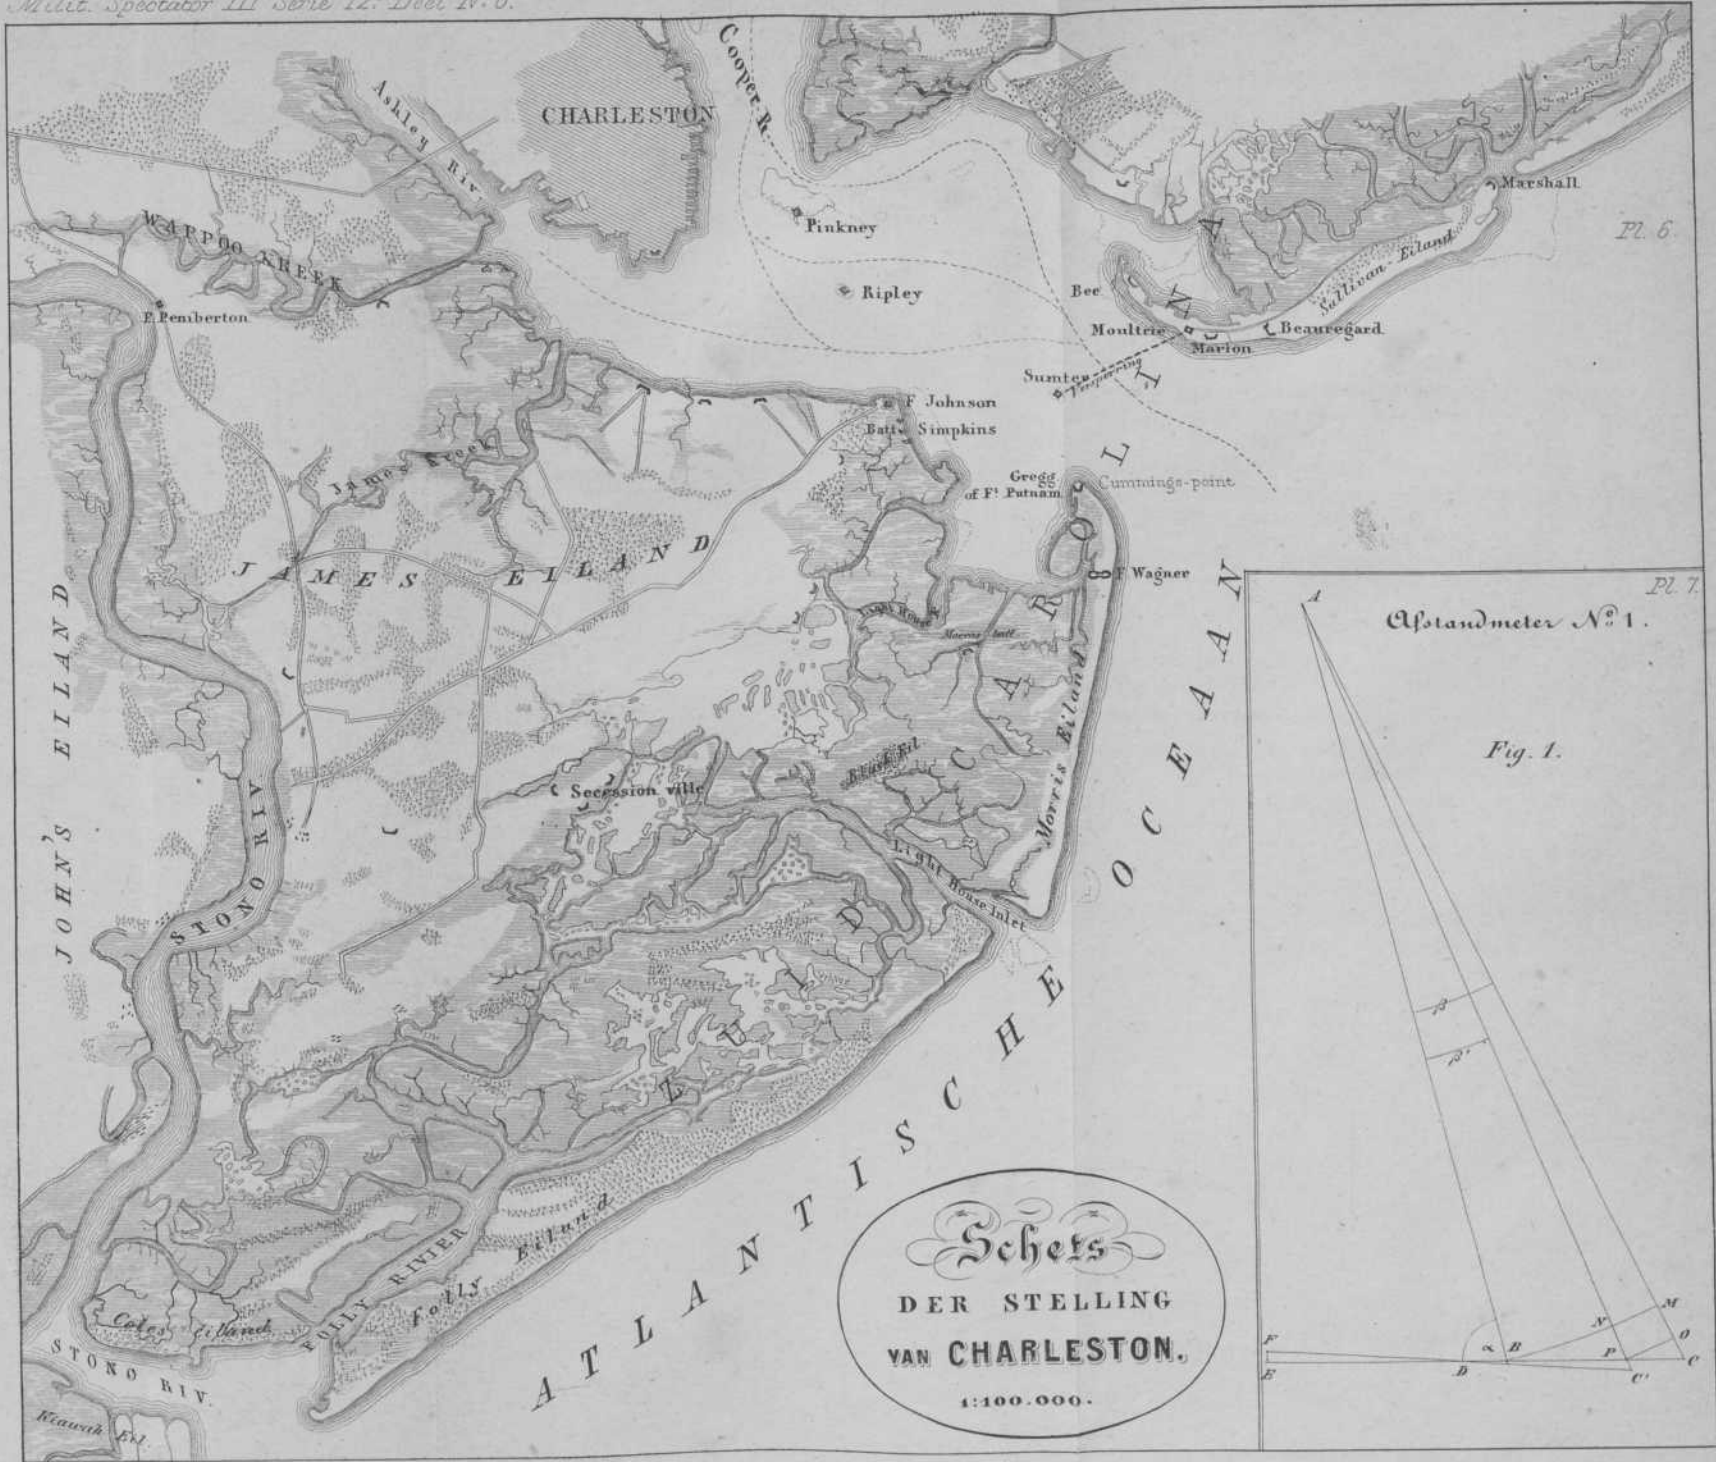 Milit. Spectator III Serie 12e Deel N° 6.
Pl. 6.
CHARLESTON
Cooper R.
Ashley Riv
WAPPOO KREEK
F. Pemberton
Pinkney
Ripley
Marshall
Sullivan-Eiland
Bee
Moultrie
Marion
Beauregard
Sumter
Versperring
F Johnson
Batt. Simpkins
Gregg
of Ft Putnam
Cummings-point
F Wagner
James Kreek
JAMES EILAND
JOHN'S EILAND
STONO RIV
Secession ville
Black Eil.
Morris Eiland
Light House Inlet
ZUID CAROLINA
ATLANTISCHE OCEAAN
FOLLY RIVIER
Folly Eiland
Coles Eiland
STONO RIV.
Kiawah Eil.
Schets
DER STELLING
VAN CHARLESTON.
1:100.000.
Pl. 7.
Afstandmeter No 1.
Fig. 1.
A
β
β'
M
N
O
F
α
B
P
C
E
D
C'